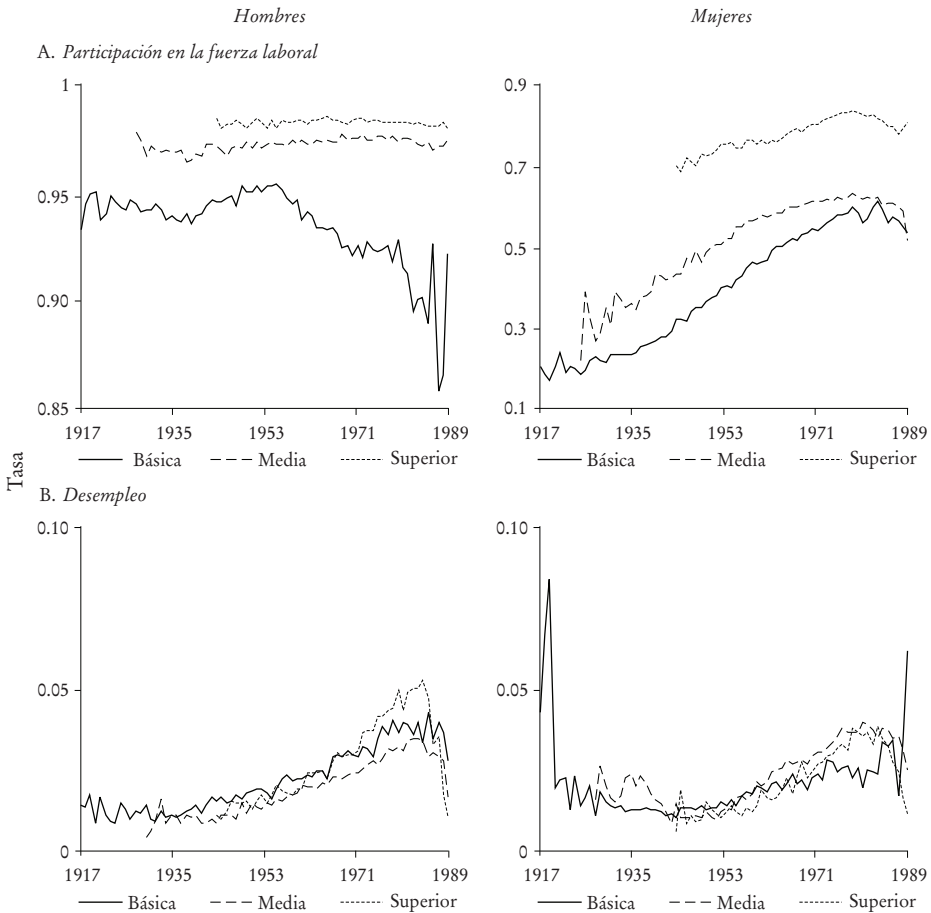 Hombres Mujeres
A. Participación en la fuerza laboral
1 0.9
0.95 0.7
0.5
0.90 0.3
0.85 0.1
1917 1935 1953 1971 1989 1917 1935 1953 1971 1989
Básica Media Superior Básica Media Superior
Tasa
B. Desempleo
0.10 0.10
0.05 0.05
0 0
1917 1935 1953 1971 1989 1917 1935 1953 1971 1989
Básica Media Superior Básica Media Superior